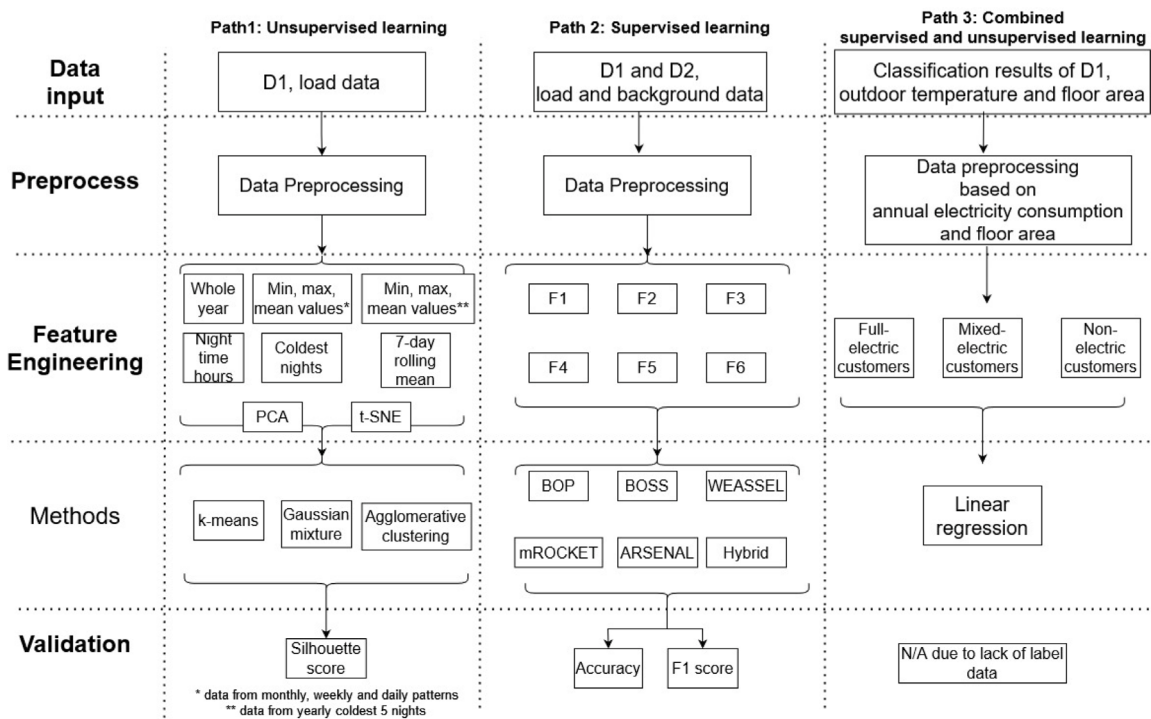 Path1: Unsupervised learning
Path 2: Supervised learning
Path 3: Combined
supervised and unsupervised learning
Data
input
D1, load data
D1 and D2,
load and background data
Classification results of D1,
outdoor temperature and floor area
Preprocess
Data Preprocessing
Data Preprocessing
Data preprocessing
based on
annual electricity consumption
and floor area
Feature
Engineering
Whole
year
Min, max,
mean values*
Min, max,
mean values**
Night
time
hours
Coldest
nights
7-day
rolling
mean
PCA
t-SNE
F1
F2
F3
F4
F5
F6
Full-
electric
customers
Mixed-
electric
customers
Non-
electric
customers
Methods
k-means
Gaussian
mixture
Agglomerative
clustering
BOP
BOSS
WEASSEL
mROCKET
ARSENAL
Hybrid
Linear
regression
Validation
Silhouette
score
* data from monthly, weekly and daily patterns
** data from yearly coldest 5 nights
Accuracy
F1 score
N/A due to lack of label
data